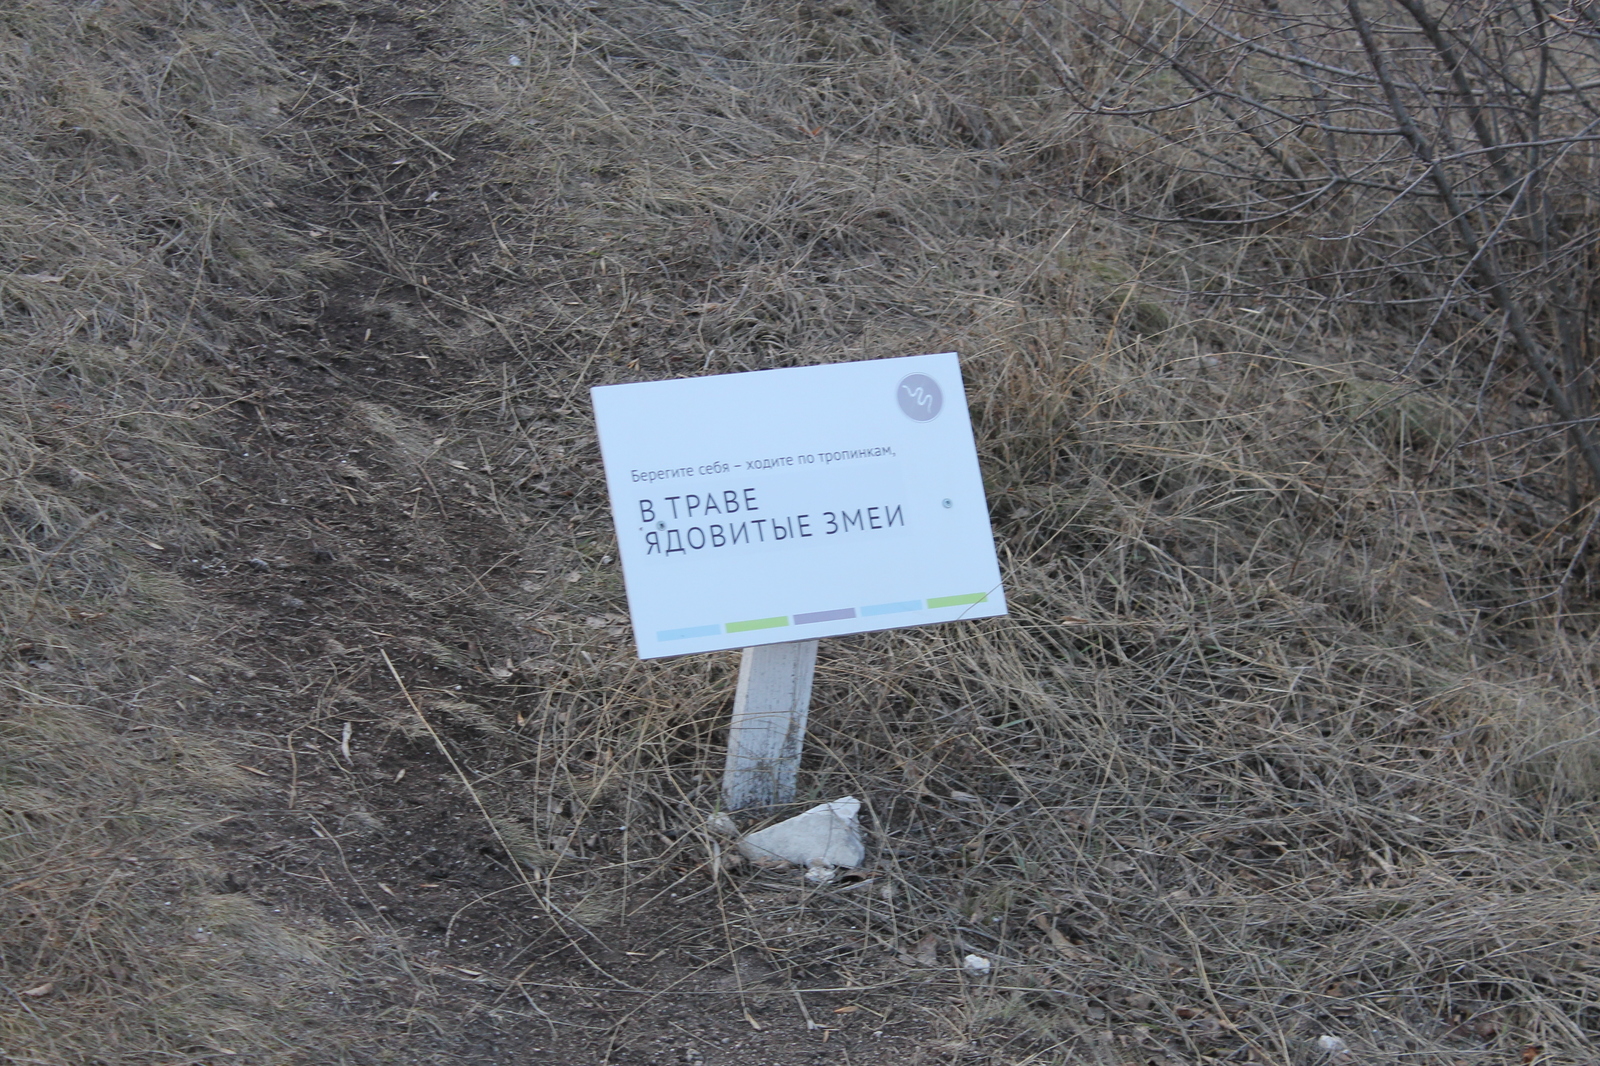 Берегите себя – ходите по тропинкам,
В ТРАВЕ
ЯДОВИТЫЕ ЗМЕИ